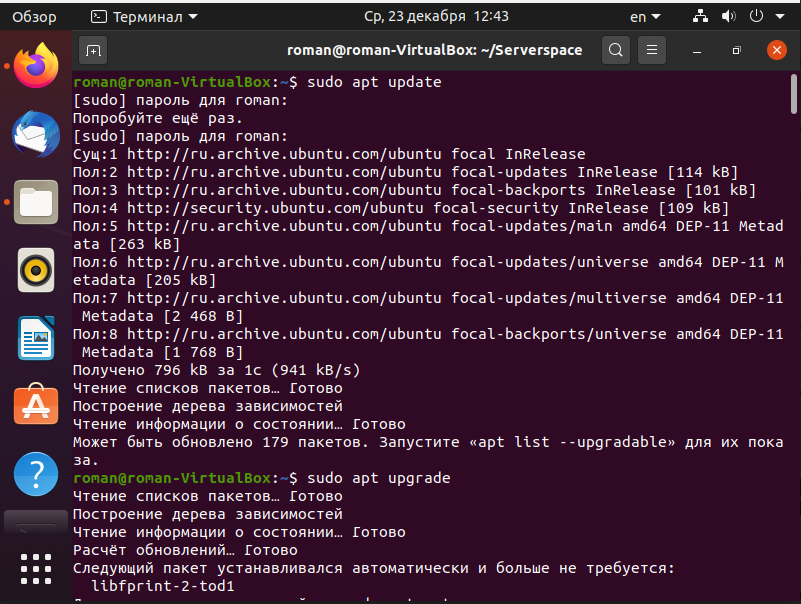 Обзор
Терминал
Ср, 23 декабря 12:43
en
roman@roman-VirtualBox: ~/Serverspace
roman@roman-VirtualBox:~$ sudo apt update
[sudo] пароль для roman:
Попробуйте ещё раз.
[sudo] пароль для roman:
Сущ:1 http://ru.archive.ubuntu.com/ubuntu focal InRelease
Пол:2 http://ru.archive.ubuntu.com/ubuntu focal-updates InRelease [114 kB]
Пол:3 http://ru.archive.ubuntu.com/ubuntu focal-backports InRelease [101 kB]
Пол:4 http://security.ubuntu.com/ubuntu focal-security InRelease [109 kB]
Пол:5 http://ru.archive.ubuntu.com/ubuntu focal-updates/main amd64 DEP-11 Metad
ata [263 kB]
Пол:6 http://ru.archive.ubuntu.com/ubuntu focal-updates/universe amd64 DEP-11 M
etadata [205 kB]
Пол:7 http://ru.archive.ubuntu.com/ubuntu focal-updates/multiverse amd64 DEP-11
Metadata [2 468 B]
Пол:8 http://ru.archive.ubuntu.com/ubuntu focal-backports/universe amd64 DEP-11
Metadata [1 768 B]
Получено 796 kB за 1с (941 kB/s)
Чтение списков пакетов… Готово
Построение дерева зависимостей
Чтение информации о состоянии… Готово
Может быть обновлено 179 пакетов. Запустите «apt list --upgradable» для их пока
за.
roman@roman-VirtualBox:~$ sudo apt upgrade
Чтение списков пакетов… Готово
Построение дерева зависимостей
Чтение информации о состоянии… Готово
Расчёт обновлений… Готово
Следующий пакет устанавливался автоматически и больше не требуется:
libfprint-2-tod1